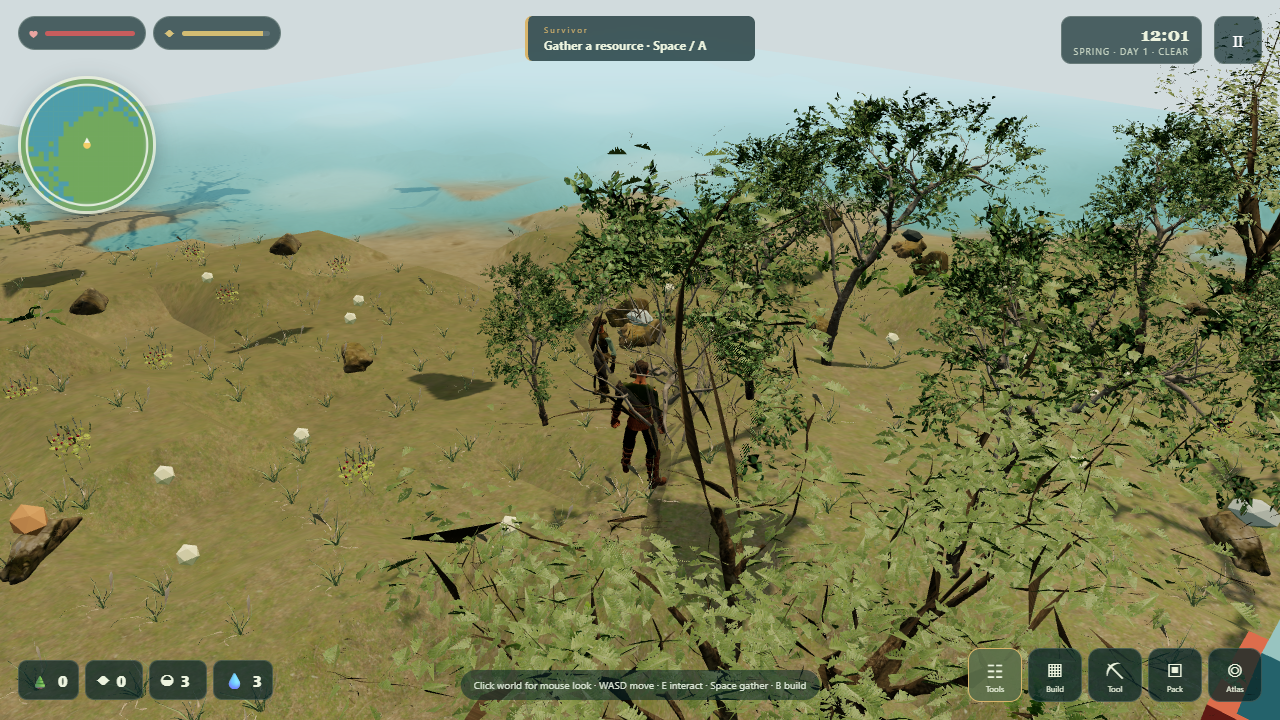 Survivor
Gather a resource · Space / A
12:01
SPRING · DAY 1 · CLEAR
0
0
3
3
Click world for mouse look · WASD move · E interact · Space gather · B build
Tools
Build
Tool
Pack
Atlas